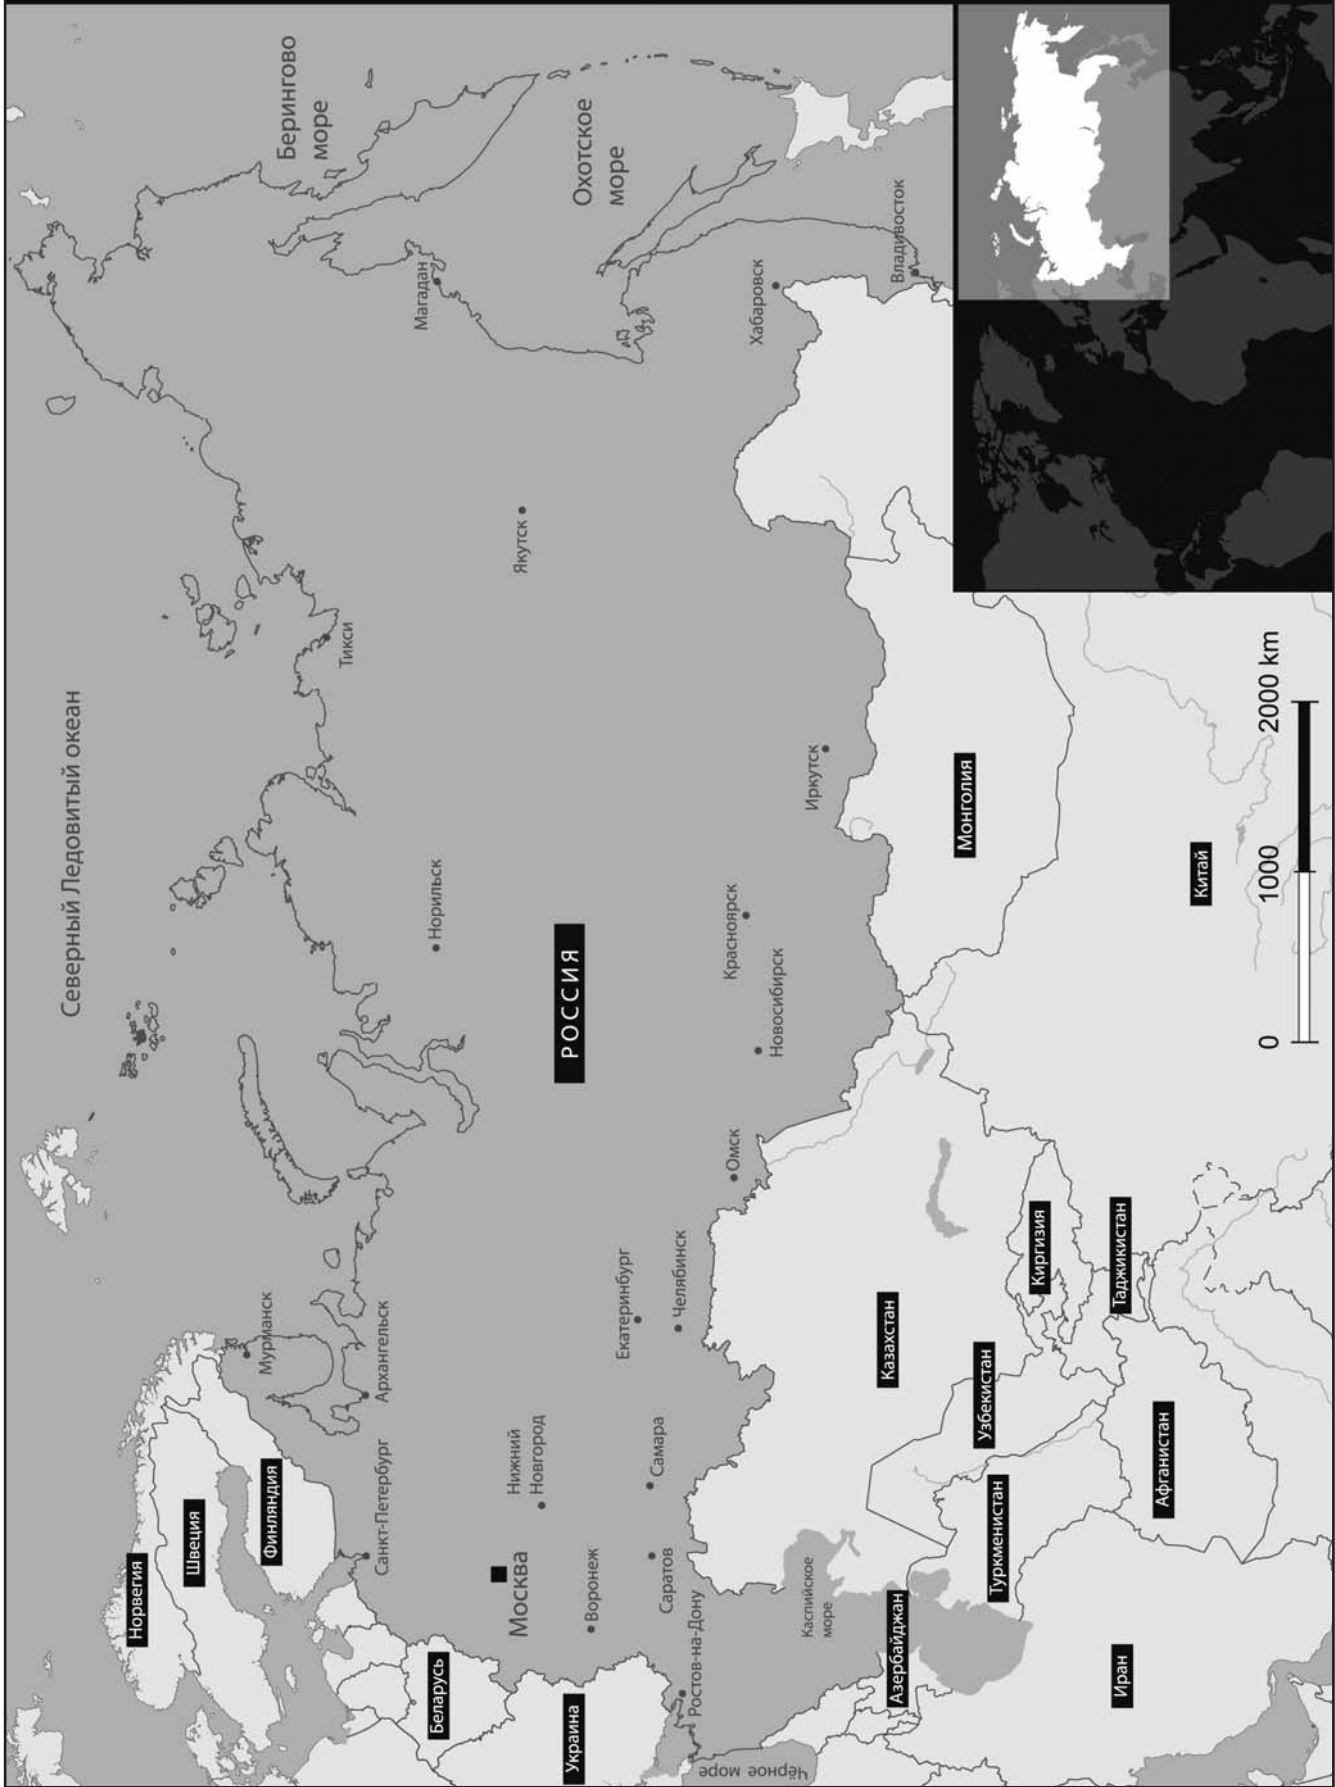 Северный Ледовитый океан
Берингово
море
Охотское
море
Тикси
Магадан
Якутск
Норильск
Мурманск
Архангельск
Норвегия
Швеция
Финляндия
Санкт-Петербург
РОССИЯ
Нижний
Новгород
Москва
Воронеж
Саратов
Самара
Екатеринбург
Челябинск
Омск
Новосибирск
Красноярск
Иркутск
Хабаровск
Владивосток
Беларусь
Украина
Ростов-на-Дону
Чёрное море
Каспийское
море
Азербайджан
Казахстан
Монголия
Узбекистан
Туркменистан
Киргизия
Таджикистан
Афганистан
Иран
Китай
0
1000
2000 km